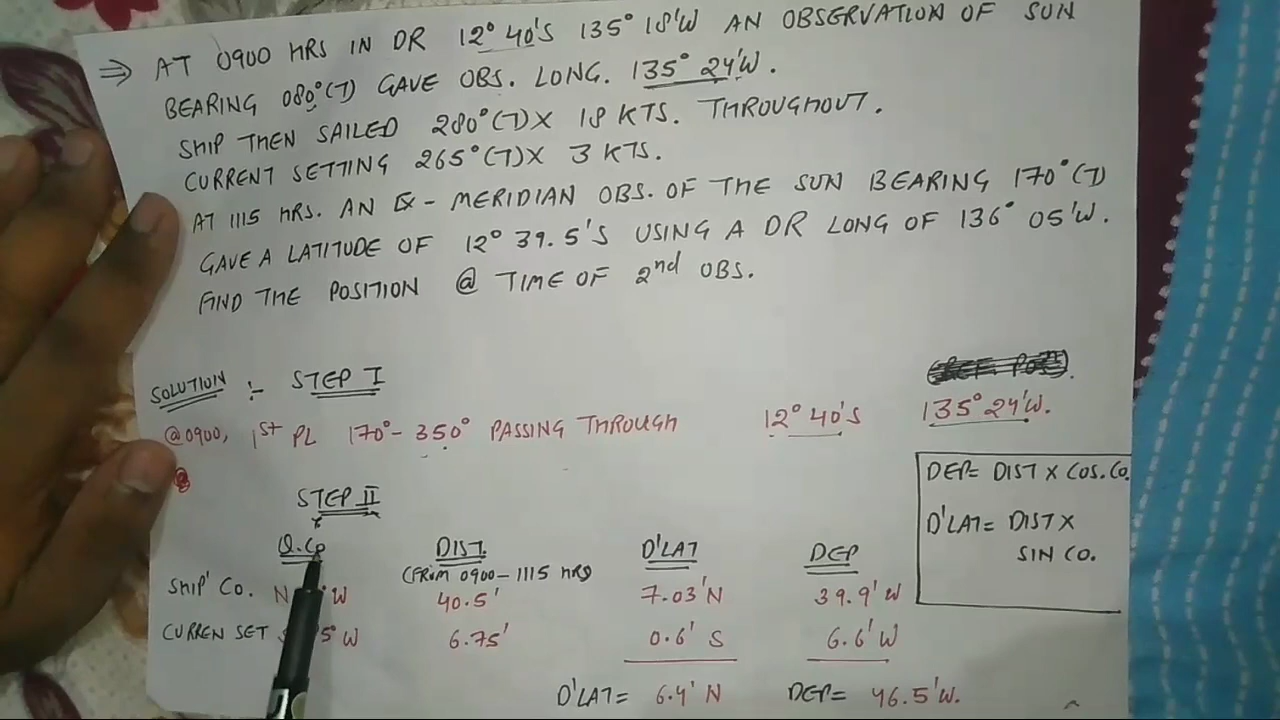 ⇒ AT 0900 HRS IN DR 12° 40'S 135° 18'W AN OBSERVATION OF SUN
BEARING 080°(T) GAVE OBS. LONG. 135° 24'W.
SHIP THEN SAILED 280°(T) X 18 KTS. THROUGHOUT.
CURRENT SETTING 265°(T) X 3 KTS.
AT 1115 HRS. AN EX-MERIDIAN OBS. OF THE SUN BEARING 170°(T)
GAVE A LATITUDE OF 12° 39.5'S USING A DR LONG OF 136° 05'W.
FIND THE POSITION @ TIME OF 2nd OBS.
SOLUTION :- STEP I
@0900, 1st PL 170°- 350° PASSING THROUGH 12° 40'S 135° 24'W.
DEP= DIST X COS. CO.
D'LAT= DIST X
SIN CO.
STEP II
Q.Co DIST. D'LAT DEP
(FROM 0900-1115 HRS)
SHIP' CO. N W 40.5' 7.03'N 39.9'W
CURREN SET 5° W 6.75' 0.6' S 6.6'W
D'LAT= 6.4'N DEP= 46.5'W.